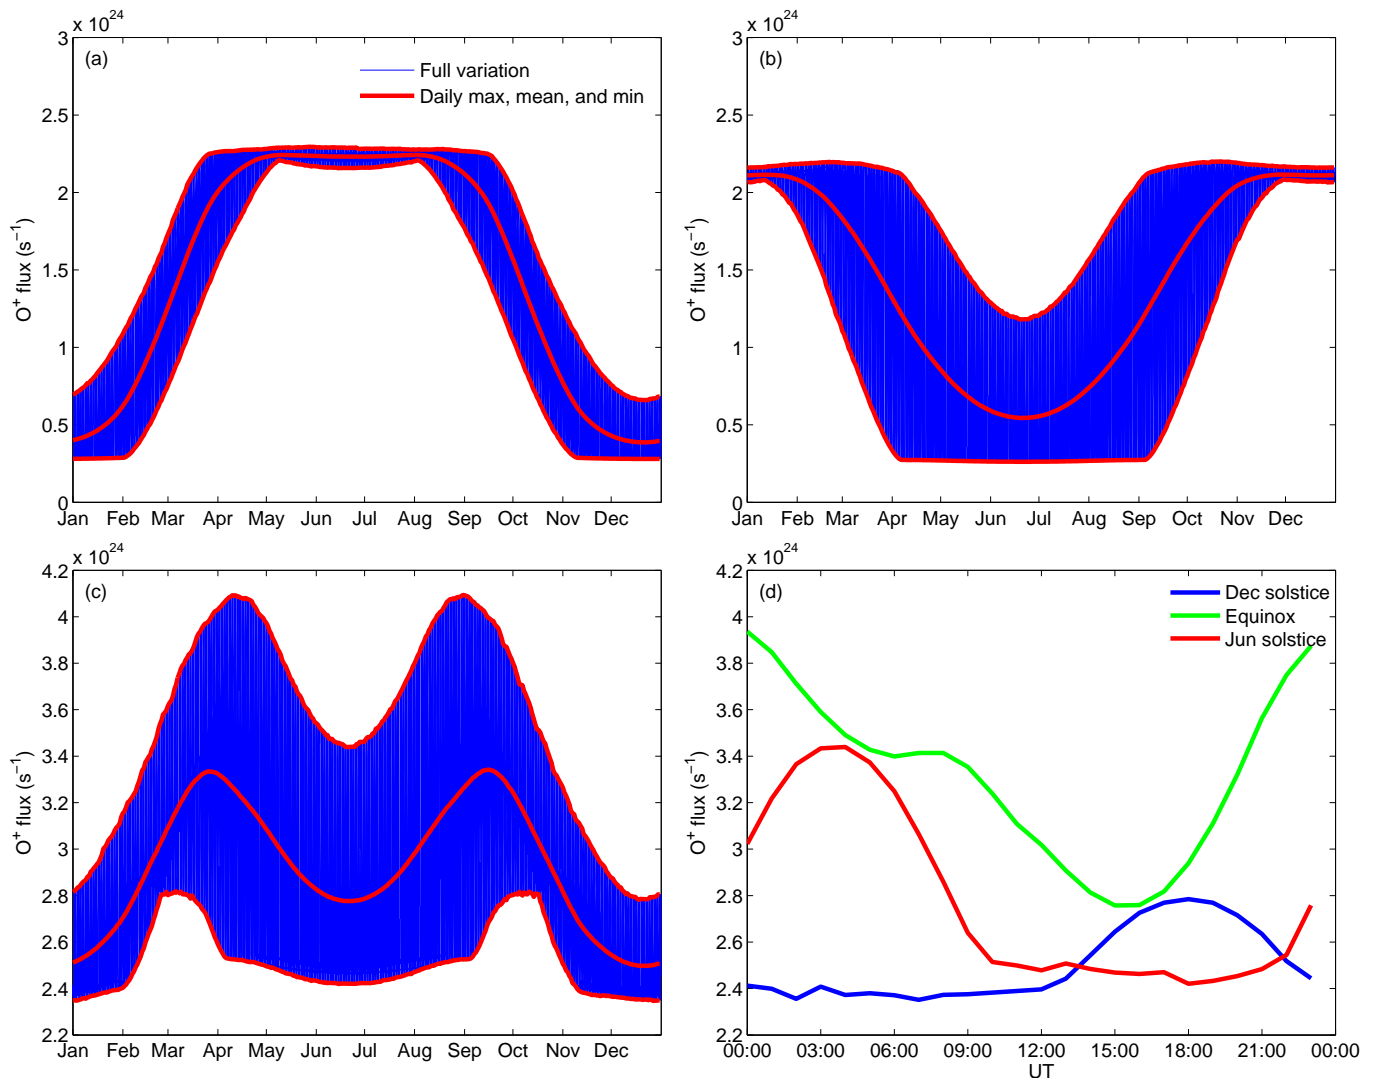 x 10^24
(a)
Full variation
Daily max, mean, and min
3
2.5
2
1.5
1
0.5
0
O+ flux (s−1)
Jan Feb Mar Apr May Jun Jul Aug Sep Oct Nov Dec
x 10^24
(b)
3
2.5
2
1.5
1
0.5
0
O+ flux (s−1)
Jan Feb Mar Apr May Jun Jul Aug Sep Oct Nov Dec
x 10^24
(c)
4.2
4
3.8
3.6
3.4
3.2
3
2.8
2.6
2.4
2.2
O+ flux (s−1)
Jan Feb Mar Apr May Jun Jul Aug Sep Oct Nov Dec
x 10^24
(d)
Dec solstice
Equinox
Jun solstice
4.2
4
3.8
3.6
3.4
3.2
3
2.8
2.6
2.4
2.2
O+ flux (s−1)
00:00 03:00 06:00 09:00 12:00 15:00 18:00 21:00 00:00
UT